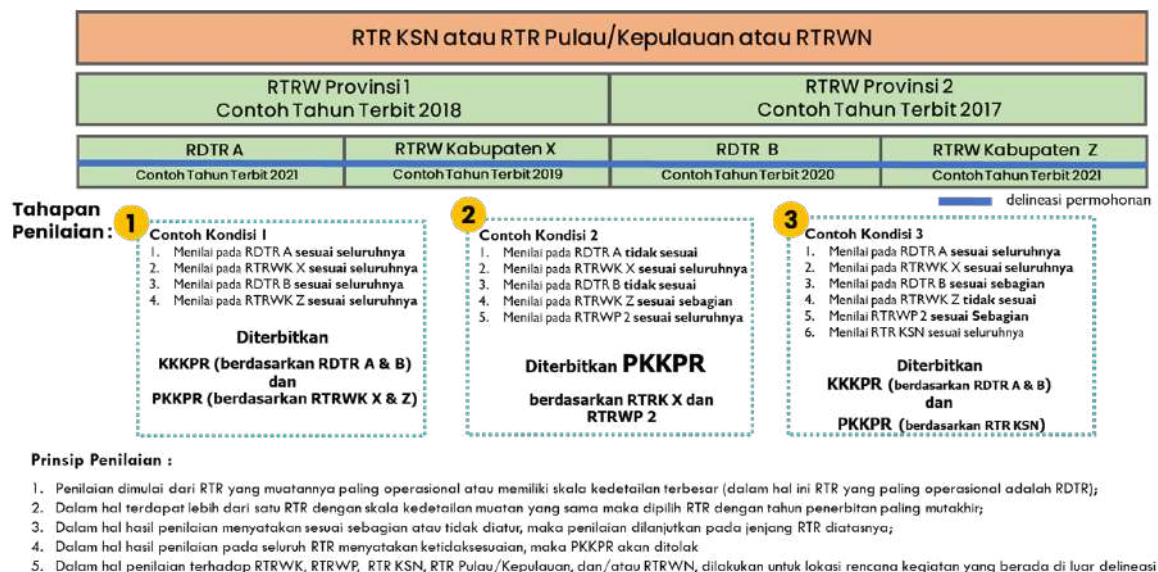 RTR KSN atau RTR Pulau/Kepulauan atau RTRWN
RTRW Provinsi 1
Contoh Tahun Terbit 2018
RTRW Provinsi 2
Contoh Tahun Terbit 2017
RDTR A
Contoh Tahun Terbit 2021
RTRW Kabupaten X
Contoh Tahun Terbit 2019
RDTR B
Contoh Tahun Terbit 2020
RTRW Kabupaten Z
Contoh Tahun Terbit 2021
delineasi permohonan
Tahapan
Penilaian :
1
Contoh Kondisi 1
1. Menilai pada RDTR A sesuai seluruhnya
2. Menilai pada RTRWK X sesuai seluruhnya
3. Menilai pada RDTR B sesuai seluruhnya
4. Menilai pada RTRWK Z sesuai seluruhnya
Diterbitkan
KKKPR (berdasarkan RDTR A & B)
dan
PKKPR (berdasarkan RTRWK X & Z)
2
Contoh Kondisi 2
1. Menilai pada RDTR A tidak sesuai
2. Menilai pada RTRWK X sesuai seluruhnya
3. Menilai pada RDTR B tidak sesuai
4. Menilai pada RTRWK Z sesuai sebagian
5. Menilai pada RTRWP 2 sesuai seluruhnya
Diterbitkan PKKPR
berdasarkan RTRK X dan
RTRWP 2
3
Contoh Kondisi 3
1. Menilai pada RDTR A sesuai seluruhnya
2. Menilai pada RTRWK X sesuai seluruhnya
3. Menilai pada RDTR B sesuai sebagian
4. Menilai pada RTRWK Z tidak sesuai
5. Menilai RTRWP 2 sesuai Sebagian
6. Menilai RTR KSN sesuai seluruhnya
Diterbitkan
KKKPR (berdasarkan RDTR A & B)
dan
PKKPR (berdasarkan RTR KSN)
Prinsip Penilaian :
1. Penilaian dimulai dari RTR yang muatannya paling operasional atau memiliki skala kedetailan terbesar (dalam hal ini RTR yang paling operasional adalah RDTR);
2. Dalam hal terdapat lebih dari satu RTR dengan skala kedetailan muatan yang sama maka dipilih RTR dengan tahun penerbitan paling mutakhir;
3. Dalam hal hasil penilaian menyatakan sesuai sebagian atau tidak diatur, maka penilaian dilanjutkan pada jenjang RTR diatasnya;
4. Dalam hal hasil penilaian pada seluruh RTR menyatakan ketidaksesuaian, maka PKKPR akan ditolak
5. Dalam hal penilaian terhadap RTRWK, RTRWP, RTR KSN, RTR Pulau/Kepulauan, dan/atau RTRWN, dilakukan untuk lokasi rencana kegiatan yang berada di luar delineasi